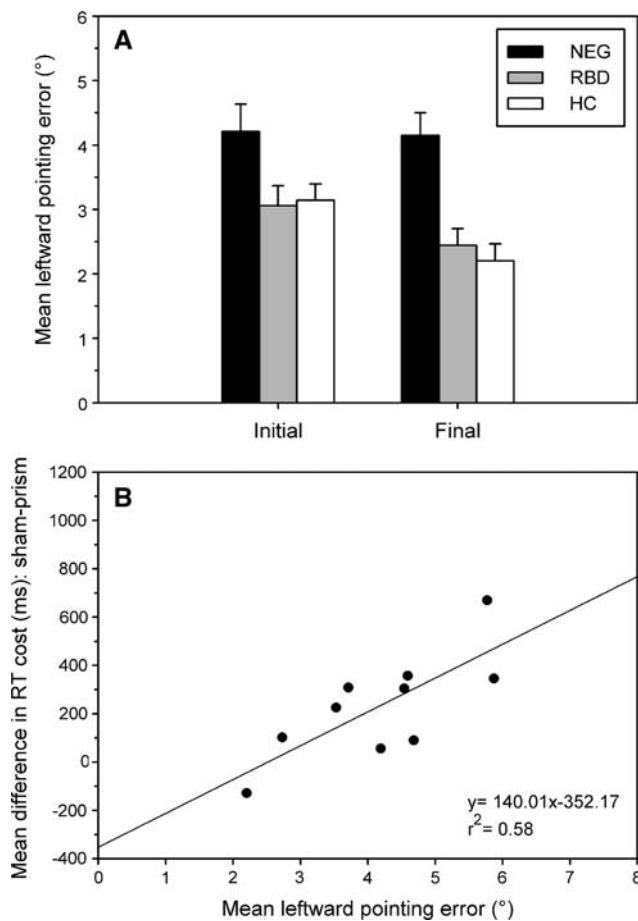 A
NEG
RBD
HC
6
5
4
3
2
1
0
Mean leftward pointing error (°)
Initial
Final
B
1200
1000
800
600
400
200
0
-200
-400
Mean difference in RT cost (ms): sham-prism
y= 140.01x-352.17
r²= 0.58
0 1 2 3 4 5 6 7 8
Mean leftward pointing error (°)